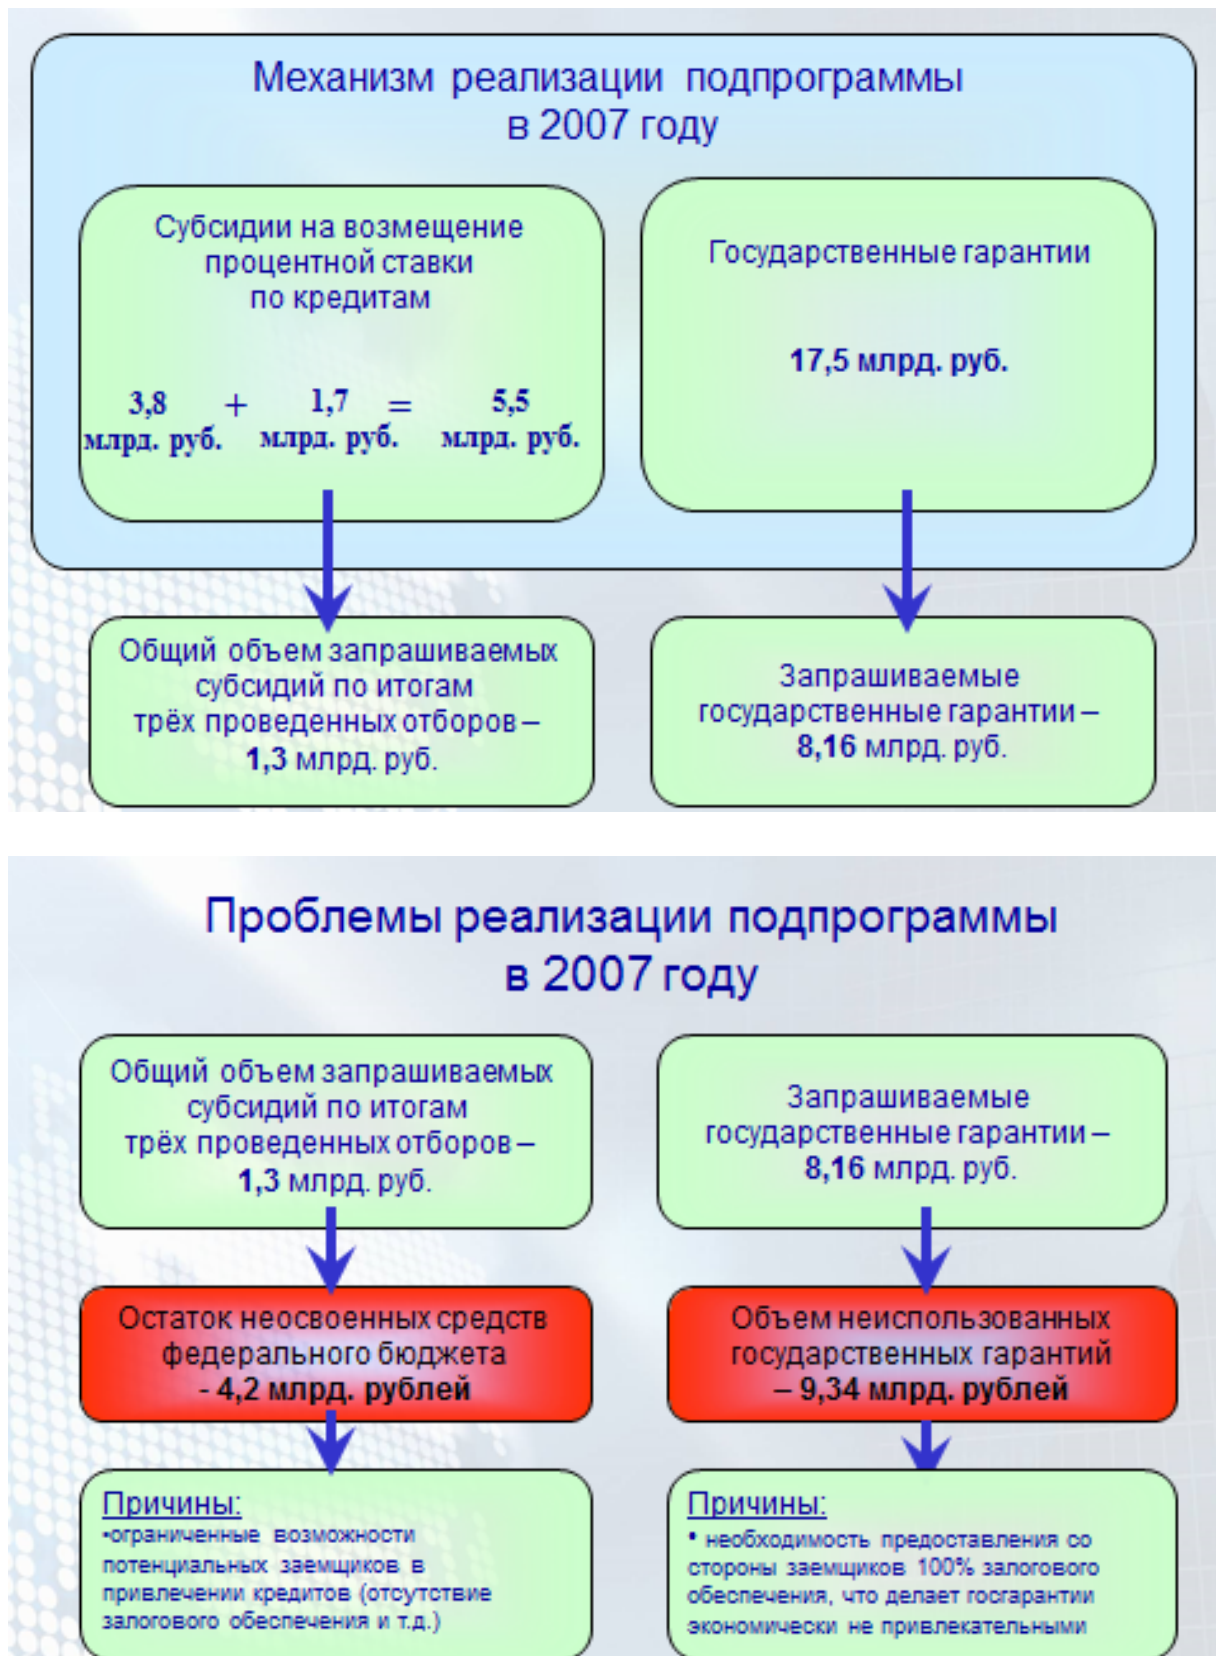 Механизм реализации подпрограммы
в 2007 году
Субсидии на возмещение
процентной ставки
по кредитам
3,8 + 1,7 = 5,5
млрд. руб. млрд. руб. млрд. руб.
Государственные гарантии
17,5 млрд. руб.
Общий объем запрашиваемых
субсидий по итогам
трёх проведенных отборов –
1,3 млрд. руб.
Запрашиваемые
государственные гарантии –
8,16 млрд. руб.
Проблемы реализации подпрограммы
в 2007 году
Общий объем запрашиваемых
субсидий по итогам
трёх проведенных отборов –
1,3 млрд. руб.
Запрашиваемые
государственные гарантии –
8,16 млрд. руб.
Остаток неосвоенных средств
федерального бюджета
- 4,2 млрд. рублей
Объем неиспользованных
государственных гарантий
– 9,34 млрд. рублей
Причины:
•ограниченные возможности
потенциальных заемщиков в
привлечении кредитов (отсутствие
залогового обеспечения и т.д.)
Причины:
• необходимость предоставления со
стороны заемщиков 100% залогового
обеспечения, что делает госгарантии
экономически не привлекательными